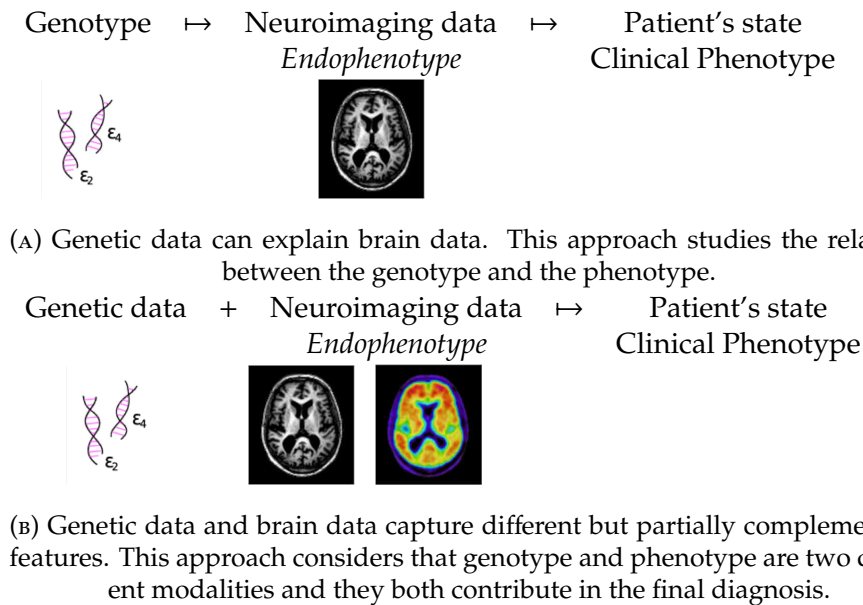 Genotype ↦ Neuroimaging data ↦ Patient's state
Endophenotype Clinical Phenotype
ε4
ε2
(A) Genetic data can explain brain data. This approach studies the rela
between the genotype and the phenotype.
Genetic data + Neuroimaging data ↦ Patient's state
Endophenotype Clinical Phenotype
ε4
ε2
(B) Genetic data and brain data capture different but partially compleme
features. This approach considers that genotype and phenotype are two d
ent modalities and they both contribute in the final diagnosis.